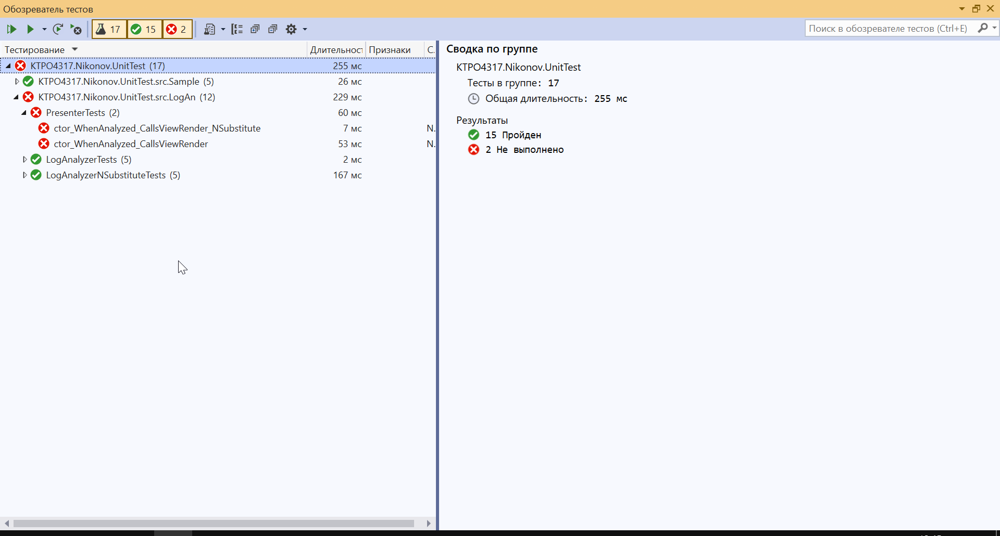 Обозреватель тестов
17 15 2
Поиск в обозревателе тестов (Ctrl+E)
Тестирование Длительност Признаки С.
KTPO4317.Nikonov.UnitTest (17) 255 мс
KTPO4317.Nikonov.UnitTest.src.Sample (5) 26 мс
KTPO4317.Nikonov.UnitTest.src.LogAn (12) 229 мс
PresenterTests (2) 60 мс
ctor_WhenAnalyzed_CallsViewRender_NSubstitute 7 мс N.
ctor_WhenAnalyzed_CallsViewRender 53 мс N.
LogAnalyzerTests (5) 2 мс
LogAnalyzerNSubstituteTests (5) 167 мс
Сводка по группе
KTPO4317.Nikonov.UnitTest
Тесты в группе: 17
Общая длительность: 255 мс
Результаты
15 Пройден
2 Не выполнено